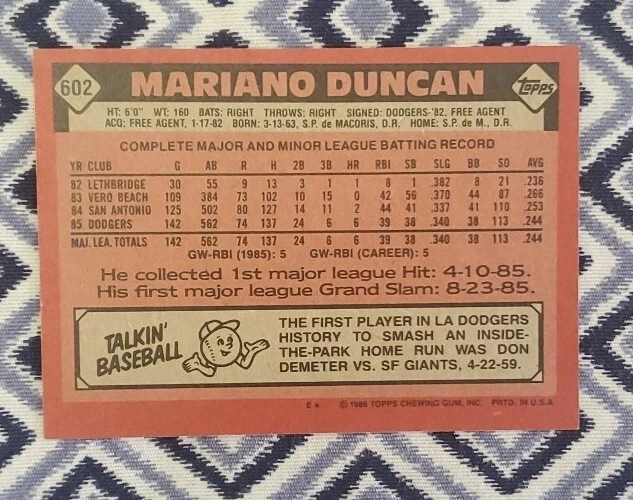 602 MARIANO DUNCAN Topps
HT: 6'0" WT: 160 BATS: RIGHT THROWS: RIGHT SIGNED: DODGERS-'82, FREE AGENT
ACQ: FREE AGENT, 1-17-82 BORN: 3-13-63, S.P. de MACORIS, D.R. HOME: S.P. de M., D.R.
COMPLETE MAJOR AND MINOR LEAGUE BATTING RECORD
YR CLUB G AB R H 2B 3B HR RBI SB SLG BB SO AVG
82 LETHBRIDGE 30 55 9 13 3 1 1 8 1 .382 8 21 .236
83 VERO BEACH 109 384 73 102 10 15 0 42 56 .370 44 87 .266
84 SAN ANTONIO 125 502 80 127 14 11 2 44 41 .337 41 110 .253
85 DODGERS 142 562 74 137 24 6 6 39 38 .340 38 113 .244
MAJ. LEA. TOTALS 142 562 74 137 24 6 6 39 38 .340 38 113 .244
GW-RBI (1985): 5 GW-RBI (CAREER): 5
He collected 1st major league Hit: 4-10-85.
His first major league Grand Slam: 8-23-85.
TALKIN'
BASEBALL
THE FIRST PLAYER IN LA DODGERS
HISTORY TO SMASH AN INSIDE-
THE-PARK HOME RUN WAS DON
DEMETER VS. SF GIANTS, 4-22-59.
E * © 1986 TOPPS CHEWING GUM, INC. PRTD. IN U.S.A.